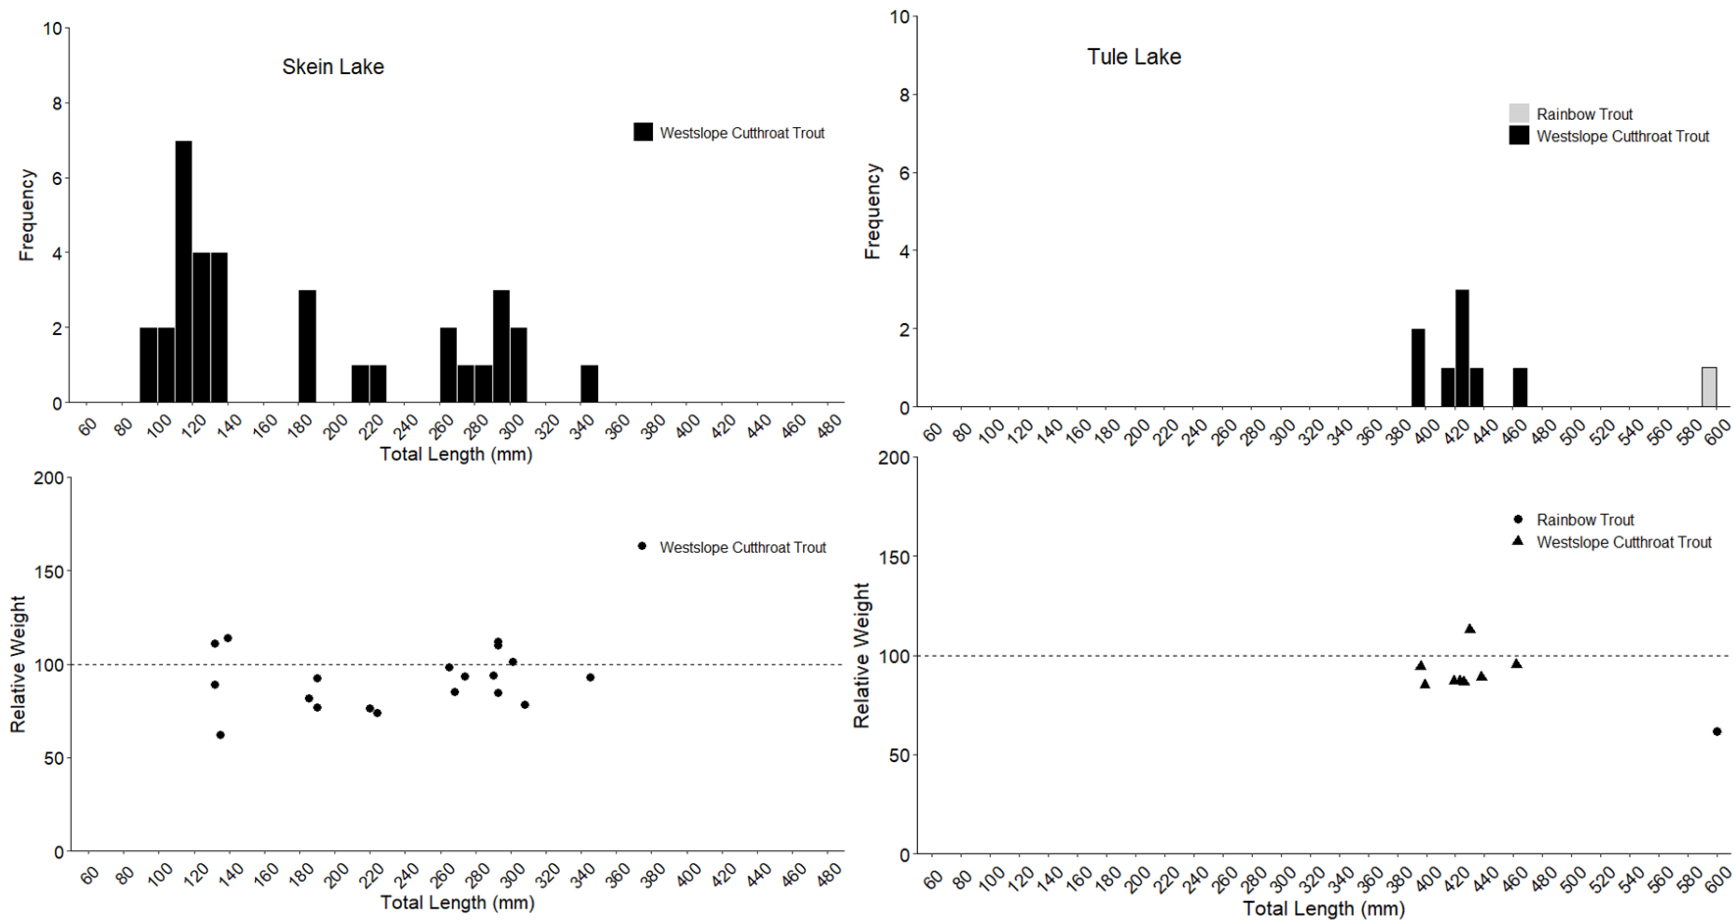 Skein Lake
Westslope Cutthroat Trout
Frequency
10
8
6
4
2
0
60 80 100 120 140 160 180 200 220 240 260 280 300 320 340 360 380 400 420 440 460 480
Total Length (mm)
Tule Lake
Rainbow Trout
Westslope Cutthroat Trout
Frequency
10
8
6
4
2
0
60 80 100 120 140 160 180 200 220 240 260 280 300 320 340 360 380 400 420 440 460 480 500 520 540 560 580 600
Total Length (mm)
Westslope Cutthroat Trout
Relative Weight
200
150
100
50
0
60 80 100 120 140 160 180 200 220 240 260 280 300 320 340 360 380 400 420 440 460 480
Total Length (mm)
Rainbow Trout
Westslope Cutthroat Trout
Relative Weight
200
150
100
50
0
60 80 100 120 140 160 180 200 220 240 260 280 300 320 340 360 380 400 420 440 460 480 500 520 540 560 580 600
Total Length (mm)